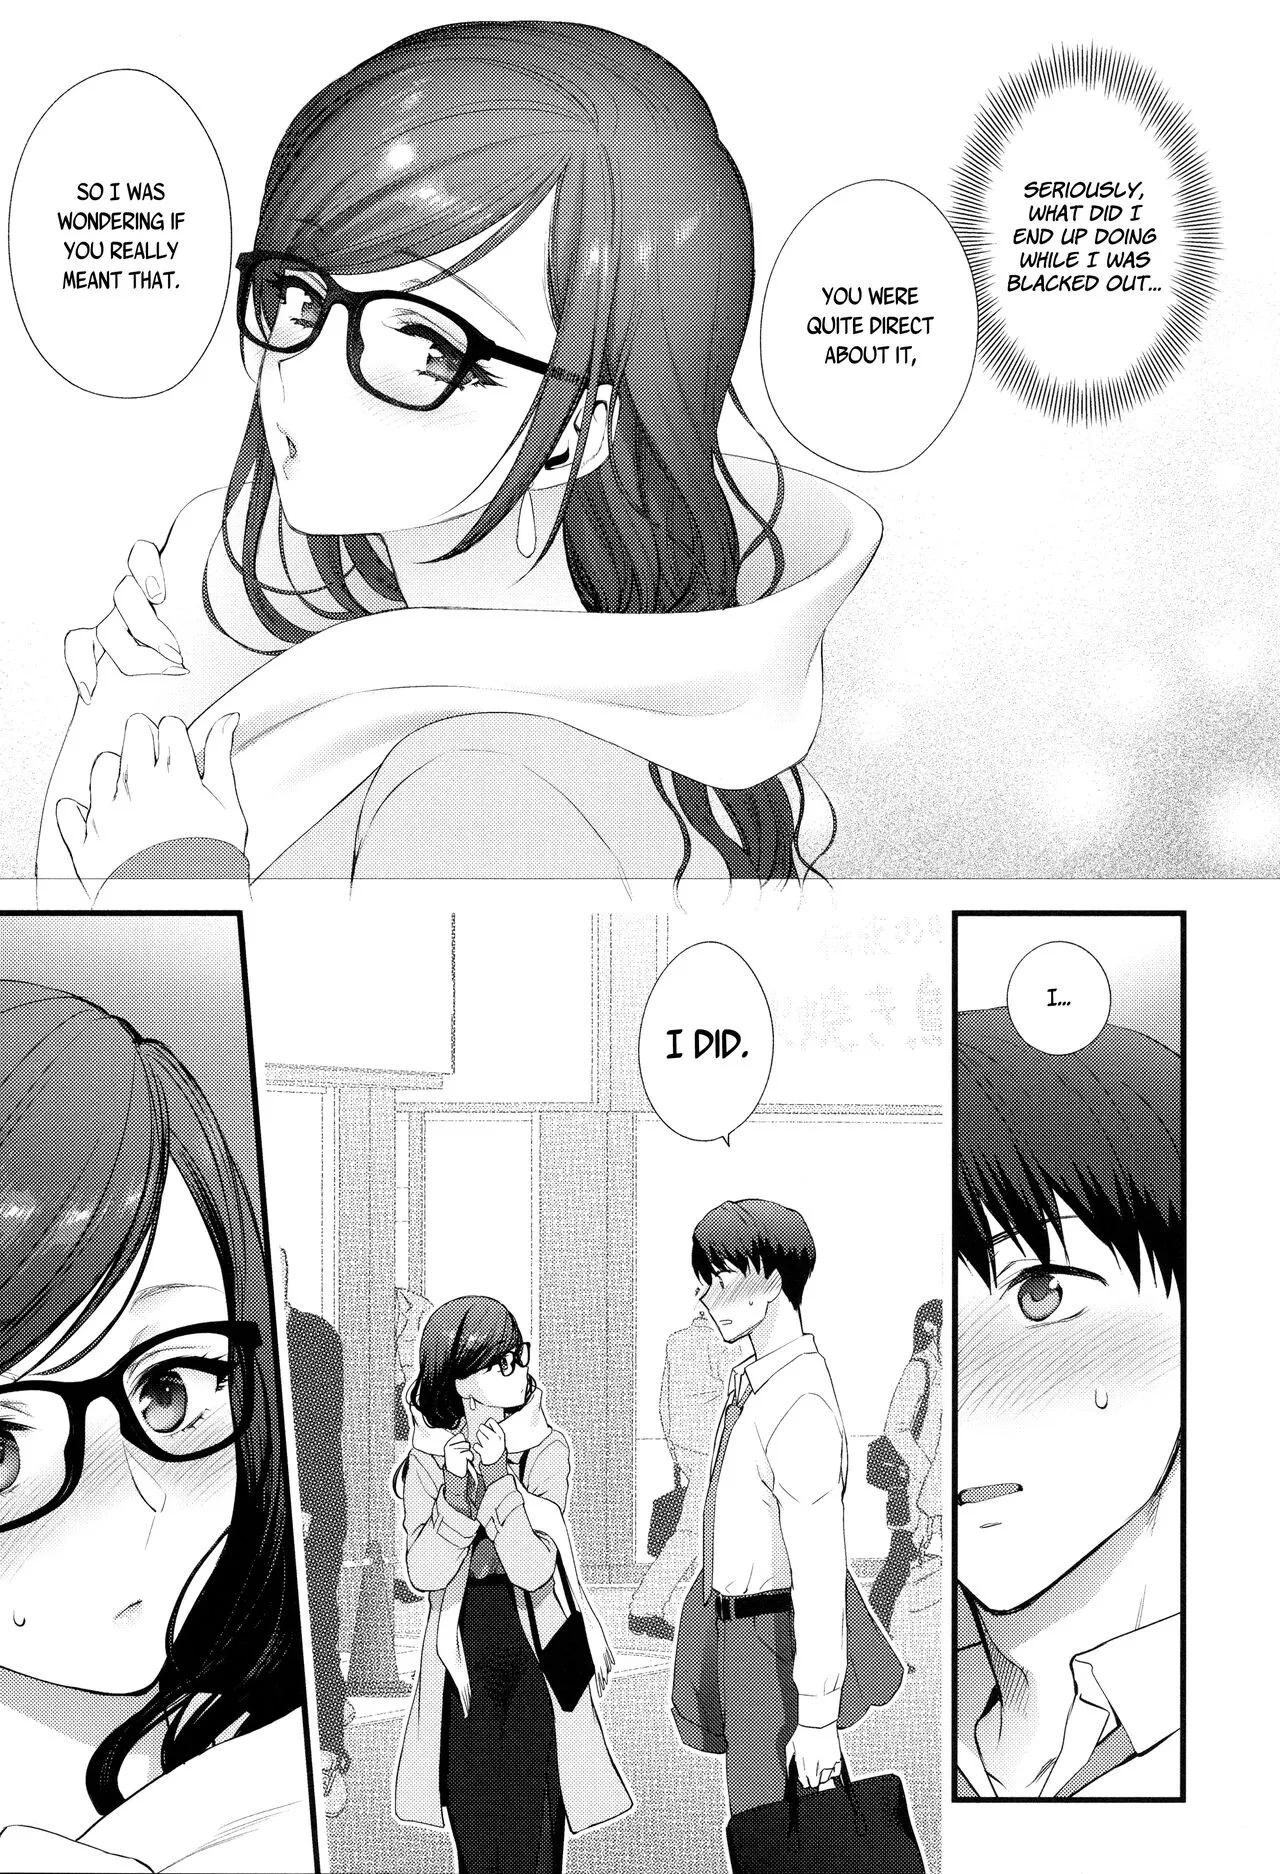 SERIOUSLY,
WHAT DID I
END UP DOING
WHILE I WAS
BLACKED OUT...
YOU WERE
QUITE DIRECT
ABOUT IT,
SO I WAS
WONDERING IF
YOU REALLY
MEANT THAT.
I...
I DID.